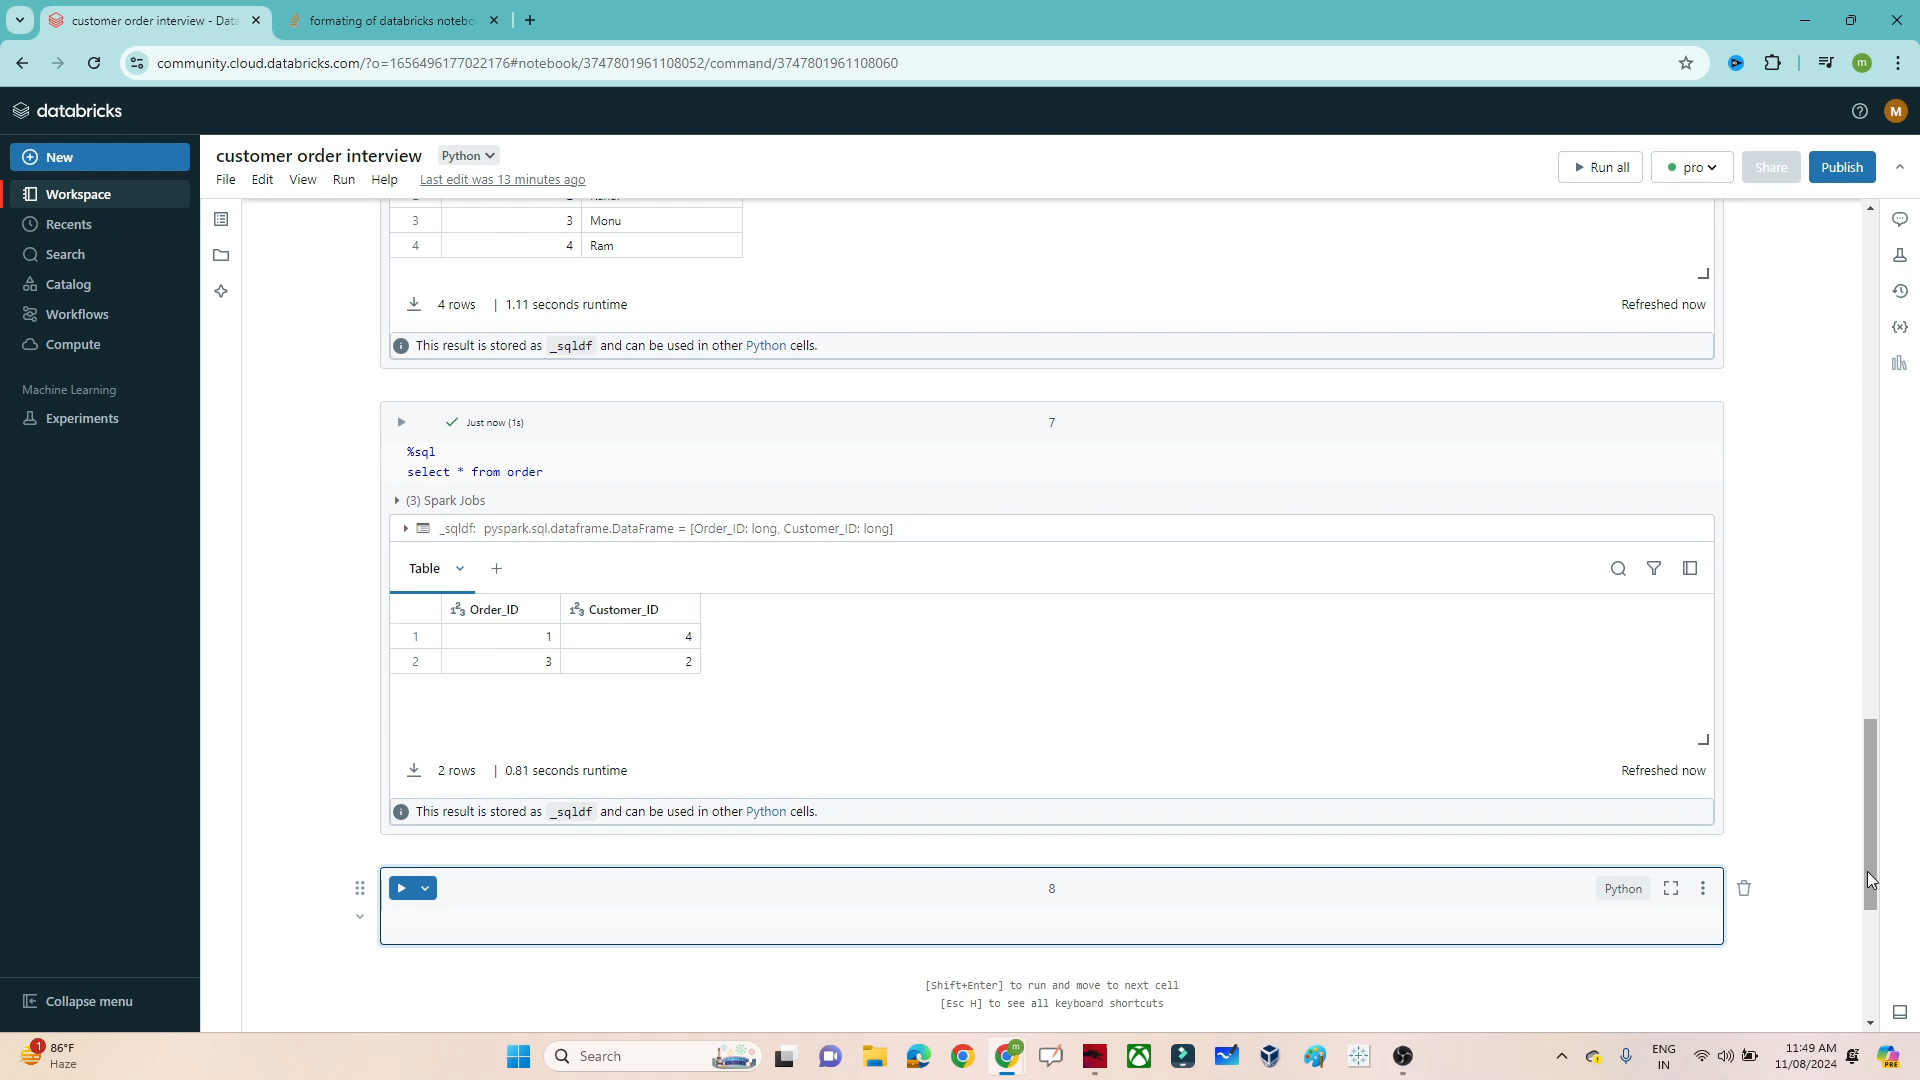 customer order interview - Data
formating of databricks notebo
community.cloud.databricks.com/?o=1656496177022176#notebook/3747801961108052/command/3747801961108060
m
databricks
M
New
Workspace
Recents
Search
Catalog
Workflows
Compute
Machine Learning
Experiments
Collapse menu
customer order interview
Python
File Edit View Run Help Last edit was 13 minutes ago
Run all
pro
Share
Publish
3 3 Monu
4 4 Ram
4 rows | 1.11 seconds runtime
Refreshed now
This result is stored as _sqldf and can be used in other Python cells.
Just now (1s)
7
%sql
select * from order
(3) Spark Jobs
_sqldf: pyspark.sql.dataframe.DataFrame = [Order_ID: long, Customer_ID: long]
Table
Order_ID Customer_ID
1 1 4
2 3 2
2 rows | 0.81 seconds runtime
Refreshed now
This result is stored as _sqldf and can be used in other Python cells.
8
Python
[Shift+Enter] to run and move to next cell
[Esc H] to see all keyboard shortcuts
1
86°F
Haze
Search
ENG
IN
11:49 AM
11/08/2024
PRE